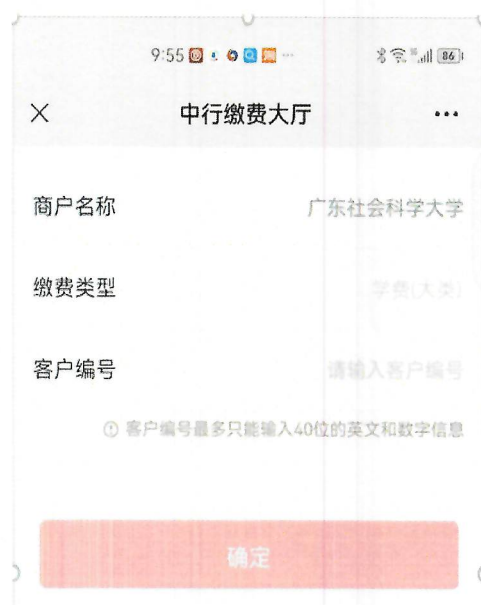 9:55 86
中行缴费大厅
商户名称 广东社会科学大学
缴费类型 学费(大类)
客户编号 请输入客户编号
客户编号最多只能输入40位的英文和数字信息
确定